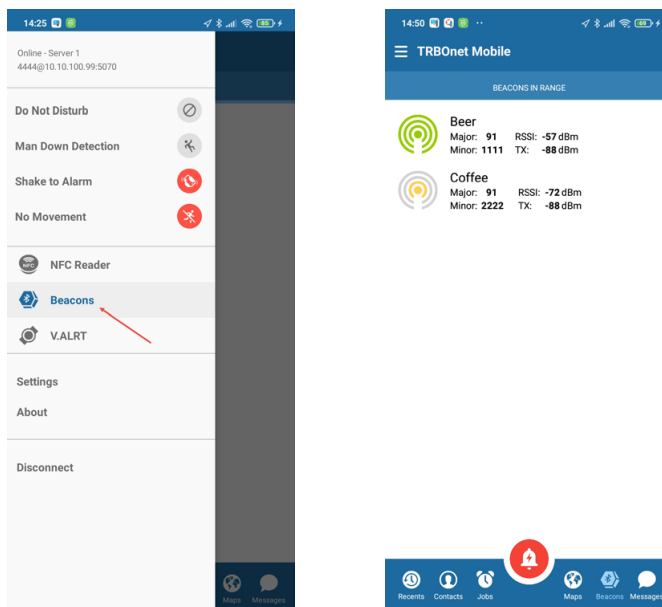 14:25
Online - Server 1
4444@10.10.100.99:5070
Do Not Disturb
Man Down Detection
Shake to Alarm
No Movement
NFC
NFC Reader
Beacons
V.ALRT
Settings
About
Disconnect
Maps Messages
14:50
TRBOnet Mobile
BEACONS IN RANGE
Beer
Major: 91 RSSI: -57 dBm
Minor: 1111 TX: -88 dBm
Coffee
Major: 91 RSSI: -72 dBm
Minor: 2222 TX: -88 dBm
Recents Contacts Jobs Maps Beacons Messages